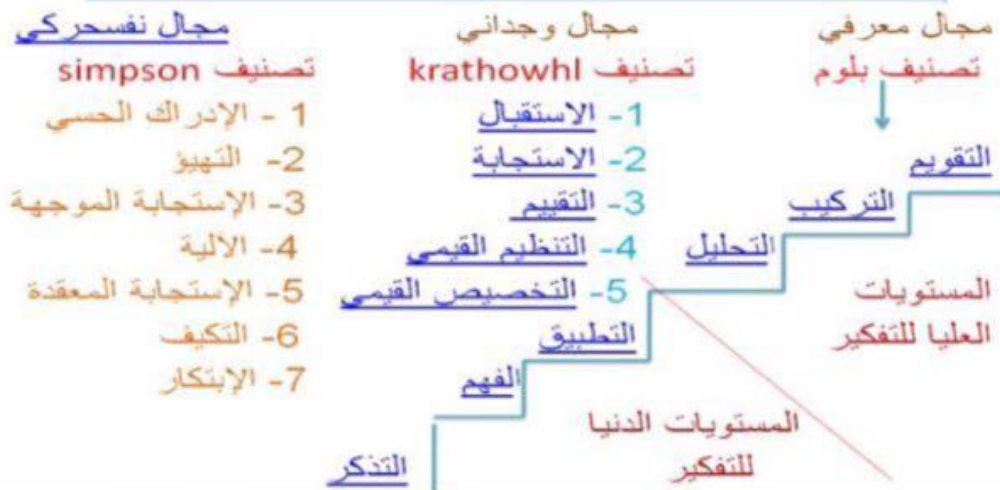 مجال معرفي
تصنيف بلوم
التقويم
التركيب
التحليل
التطبيق
الفهم
التذكر
المستويات
العليا للتفكير
المستويات الدنيا
للتفكير
مجال وجداني
تصنيف krathowhl
1- الاستقبال
2- الاستجابة
3- التقييم
4- التنظيم القيمي
5- التخصيص القيمي
مجال نفسحركي
تصنيف simpson
1 - الإدراك الحسي
2- التهيؤ
3- الإستجابة الموجهة
4- الآلية
5- الإستجابة المعقدة
6- التكيف
7- الإبتكار